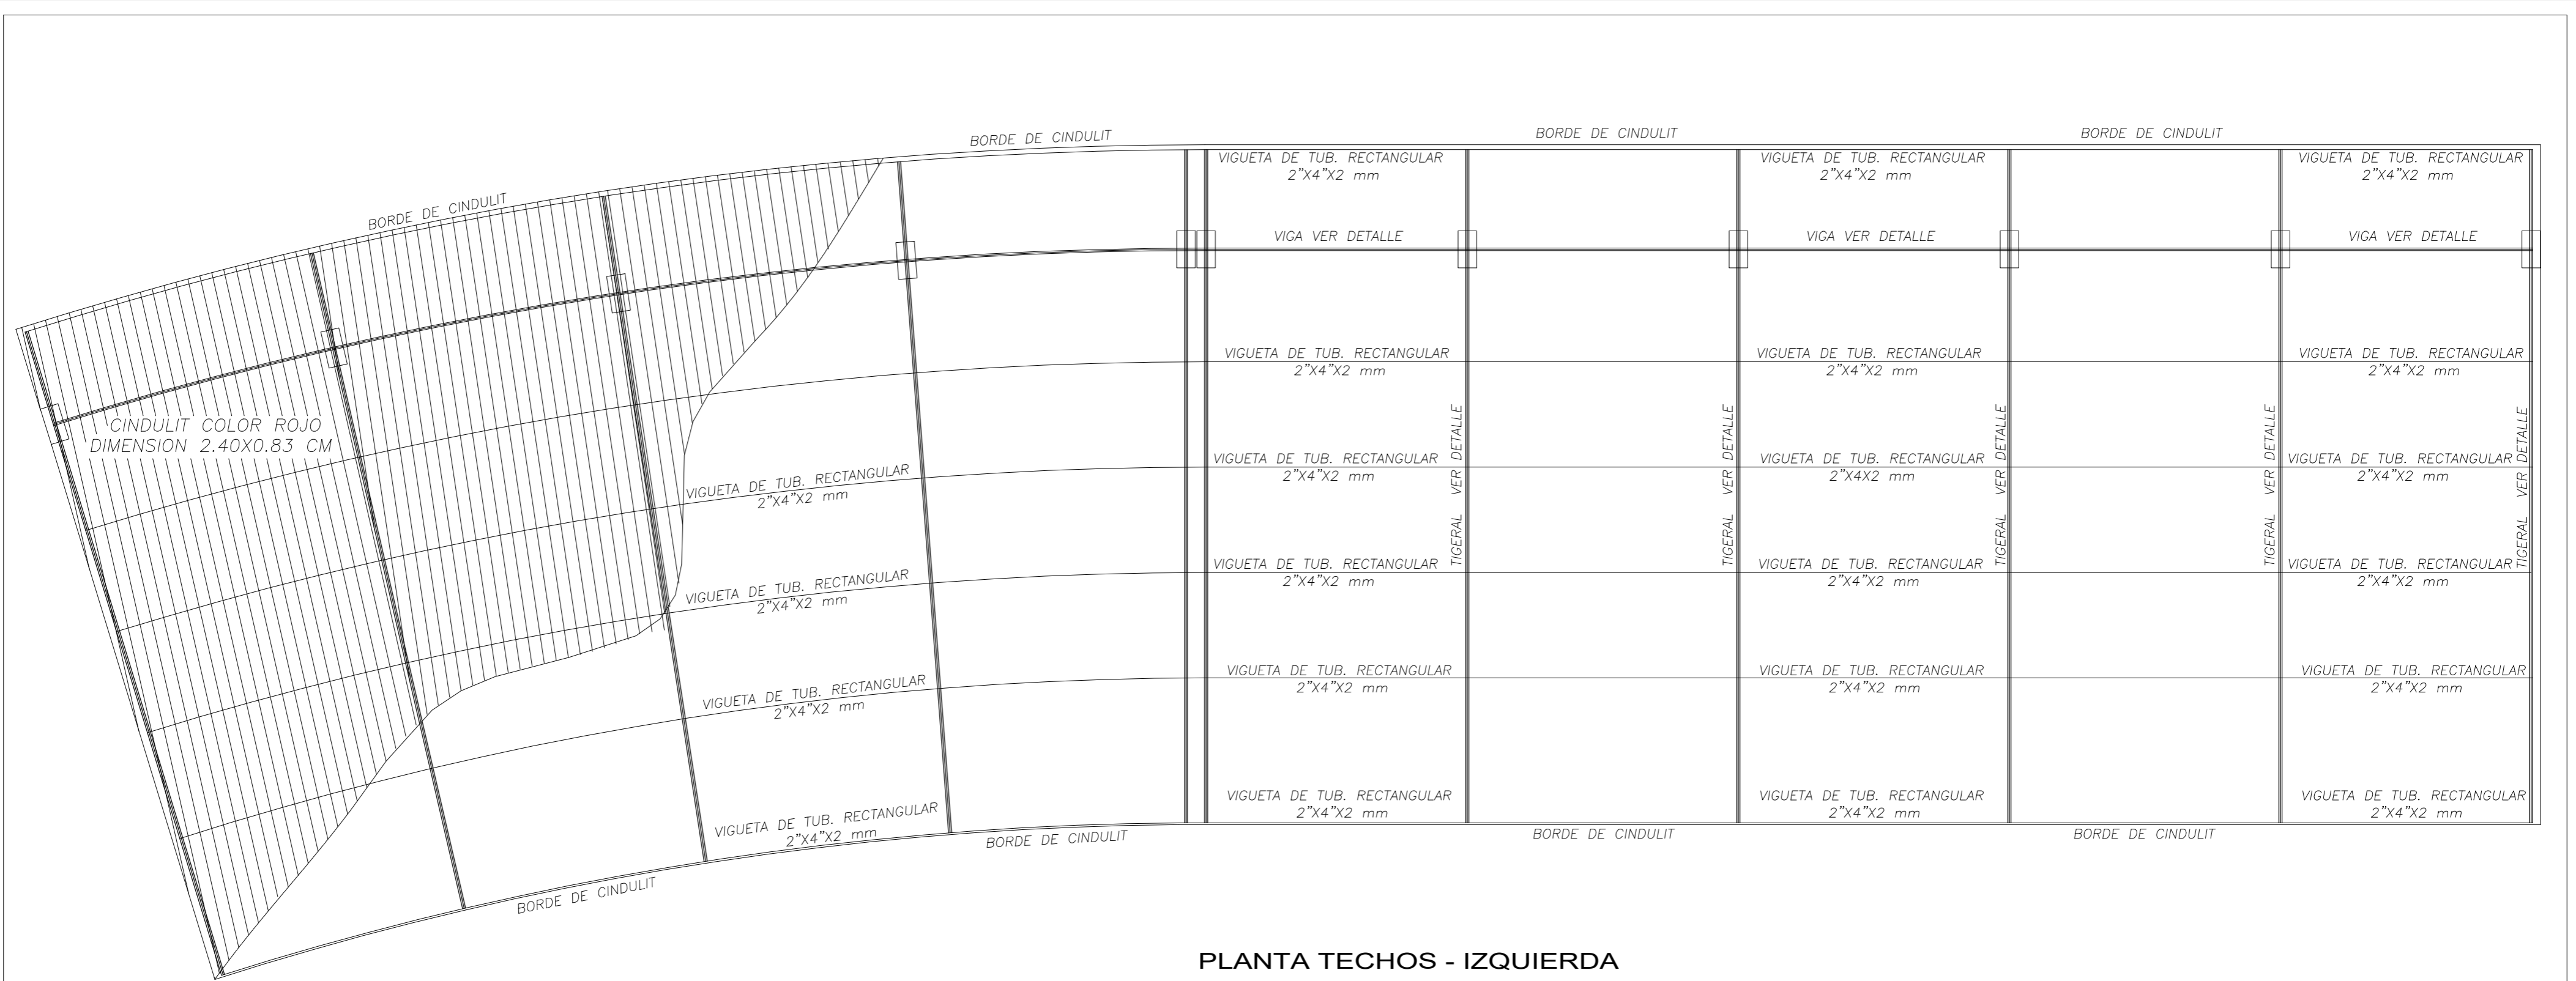 BORDE DE CINDULIT
BORDE DE CINDULIT
BORDE DE CINDULIT
BORDE DE CINDULIT
VIGUETA DE TUB. RECTANGULAR
2"X4"X2 mm
VIGUETA DE TUB. RECTANGULAR
2"X4"X2 mm
VIGUETA DE TUB. RECTANGULAR
2"X4"X2 mm
VIGA VER DETALLE
VIGA VER DETALLE
VIGA VER DETALLE
VIGUETA DE TUB. RECTANGULAR
2"X4"X2 mm
VIGUETA DE TUB. RECTANGULAR
2"X4"X2 mm
VIGUETA DE TUB. RECTANGULAR
2"X4"X2 mm
CINDULIT COLOR ROJO
DIMENSION 2.40X0.83 CM
VIGUETA DE TUB. RECTANGULAR
2"X4"X2 mm
VIGUETA DE TUB. RECTANGULAR
2"X4"X2 mm
VIGUETA DE TUB. RECTANGULAR
2"X4X2 mm
VIGUETA DE TUB. RECTANGULAR
2"X4"X2 mm
TIGERAL VER DETALLE
TIGERAL VER DETALLE
TIGERAL VER DETALLE
TIGERAL VER DETALLE
TIGERAL VER DETALLE
VIGUETA DE TUB. RECTANGULAR
2"X4"X2 mm
VIGUETA DE TUB. RECTANGULAR
2"X4"X2 mm
VIGUETA DE TUB. RECTANGULAR
2"X4"X2 mm
VIGUETA DE TUB. RECTANGULAR
2"X4"X2 mm
VIGUETA DE TUB. RECTANGULAR
2"X4"X2 mm
VIGUETA DE TUB. RECTANGULAR
2"X4"X2 mm
VIGUETA DE TUB. RECTANGULAR
2"X4"X2 mm
VIGUETA DE TUB. RECTANGULAR
2"X4"X2 mm
VIGUETA DE TUB. RECTANGULAR
2"X4"X2 mm
VIGUETA DE TUB. RECTANGULAR
2"X4"X2 mm
VIGUETA DE TUB. RECTANGULAR
2"X4"X2 mm
VIGUETA DE TUB. RECTANGULAR
2"X4"X2 mm
BORDE DE CINDULIT
BORDE DE CINDULIT
BORDE DE CINDULIT
BORDE DE CINDULIT
PLANTA TECHOS - IZQUIERDA